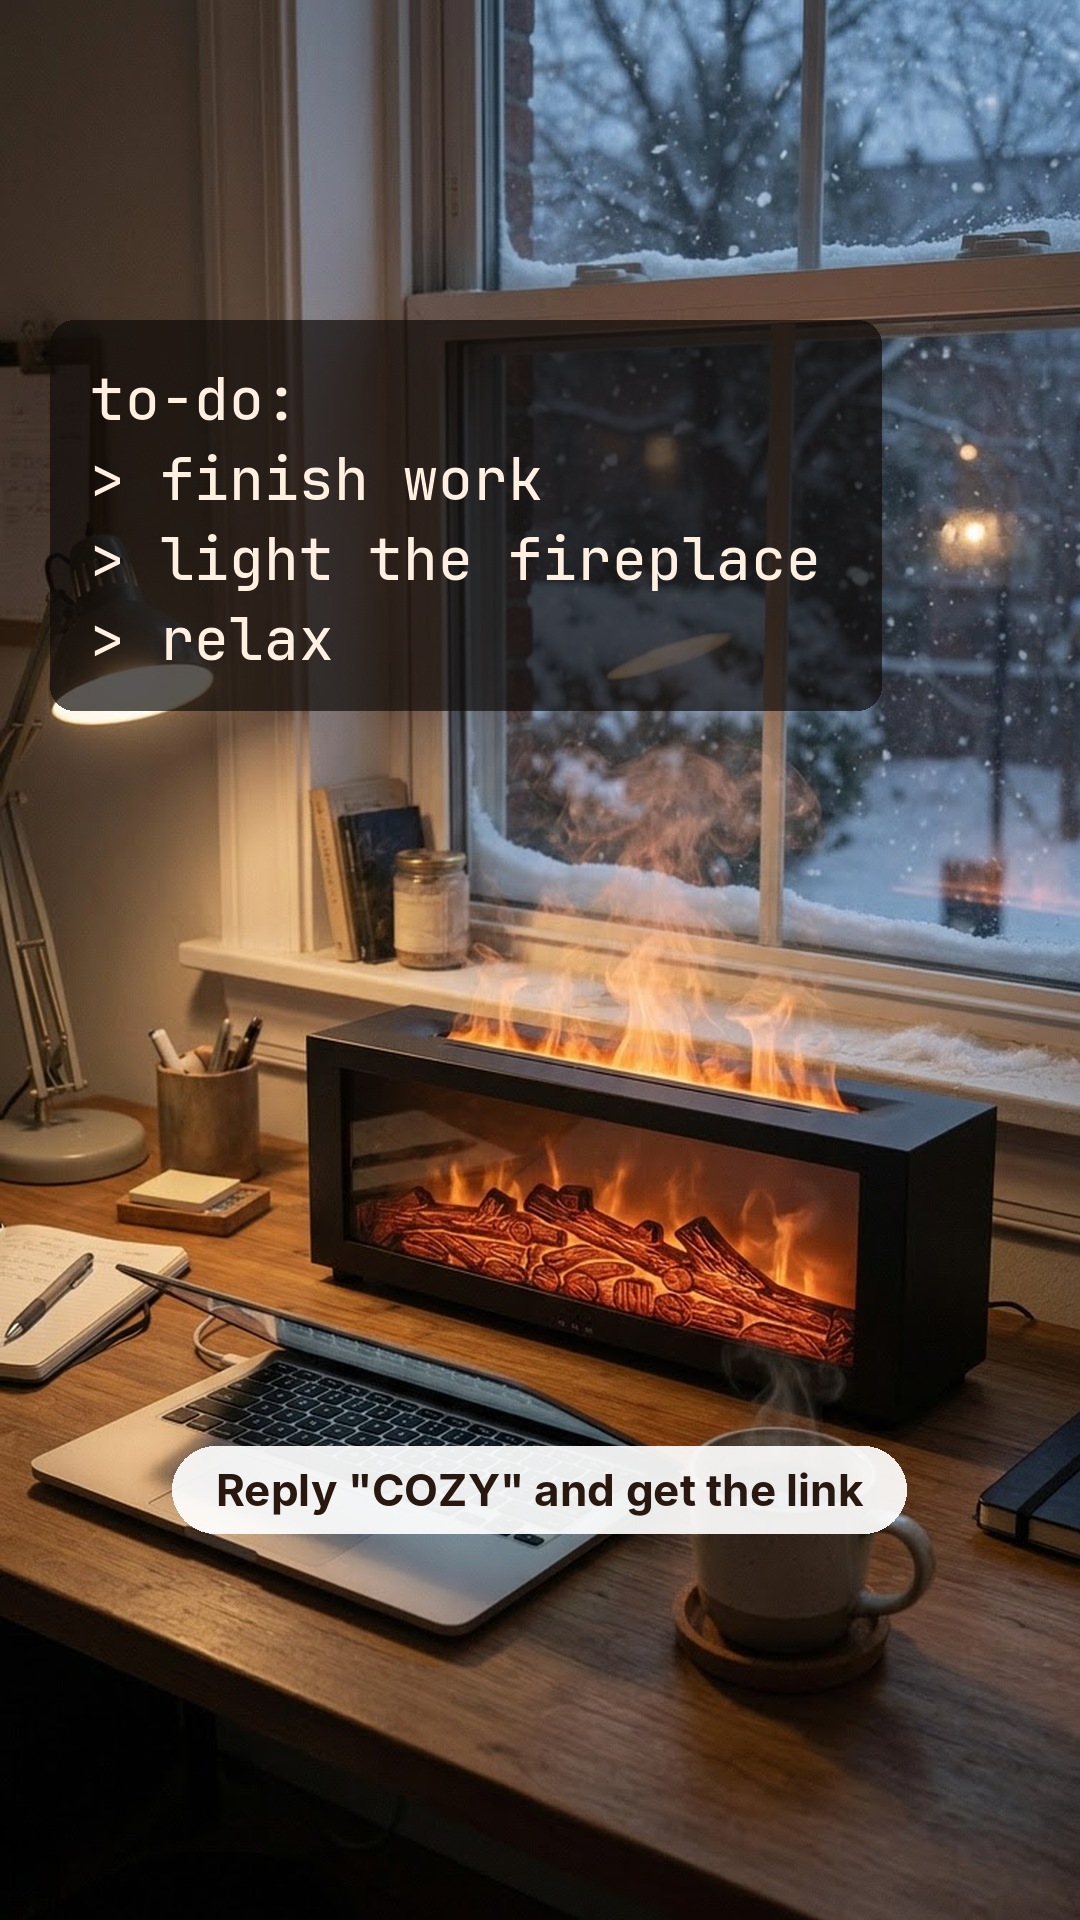 to-do:
> finish work
> light the fireplace
> relax
Reply "COZY" and get the link